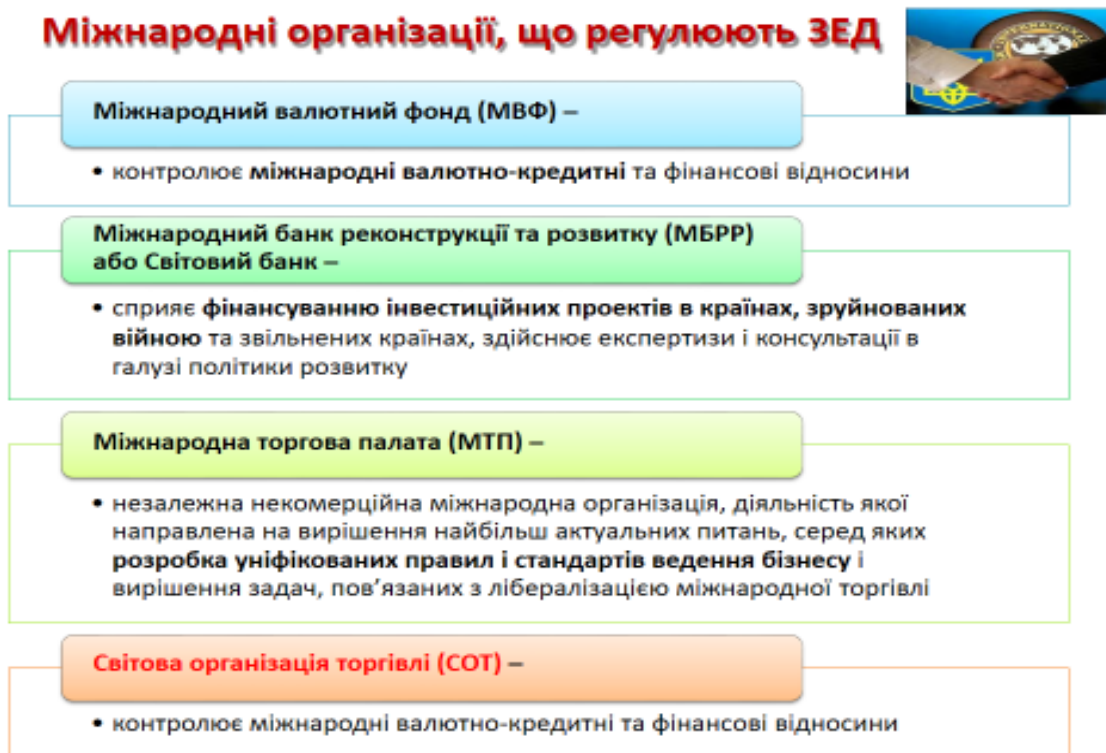 Міжнародні організації, що регулюють ЗЕД
Міжнародний валютний фонд (МВФ) –
• контролює міжнародні валютно-кредитні та фінансові відносини
Міжнародний банк реконструкції та розвитку (МБРР)
або Світовий банк –
• сприяє фінансуванню інвестиційних проектів в країнах, зруйнованих
війною та звільнених країнах, здійснює експертизи і консультації в
галузі політики розвитку
Міжнародна торгова палата (МТП) –
• незалежна некомерційна міжнародна організація, діяльність якої
направлена на вирішення найбільш актуальних питань, серед яких
розробка уніфікованих правил і стандартів ведення бізнесу і
вирішення задач, пов’язаних з лібералізацією міжнародної торгівлі
Світова організація торгівлі (СОТ) –
• контролює міжнародні валютно-кредитні та фінансові відносини